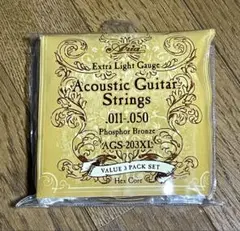 Aria
Extra Light Gauge
Acoustic Guitar
Strings
.011-.050
Phosphor Bronze
AGS-203XL
VALUE 3 PACK SET
Hex Core